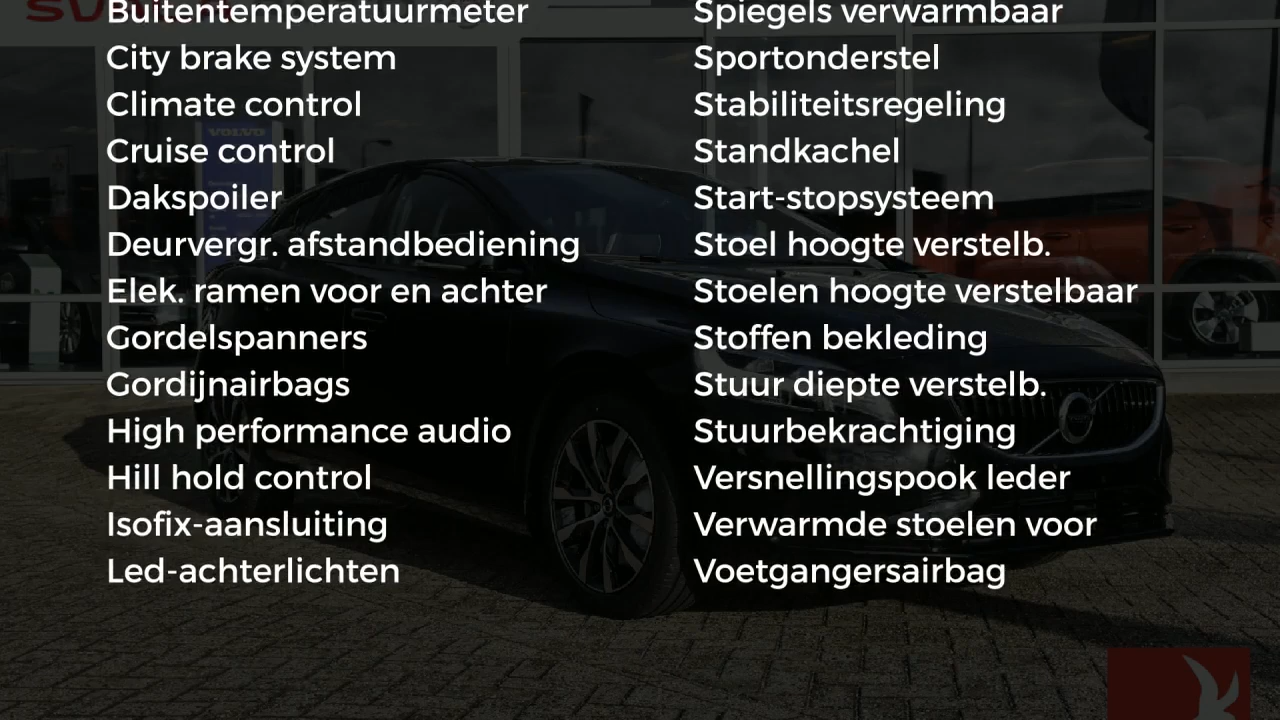 Buitentemperatuurmeter
City brake system
Climate control
Cruise control
Dakspoiler
Deurvergr. afstandbediening
Elek. ramen voor en achter
Gordelspanners
Gordijnairbags
High performance audio
Hill hold control
Isofix-aansluiting
Led-achterlichten
Spiegels verwarmbaar
Sportonderstel
Stabiliteitsregeling
Standkachel
Start-stopsysteem
Stoel hoogte verstelb.
Stoelen hoogte verstelbaar
Stoffen bekleding
Stuur diepte verstelb.
Stuurbekrachtiging
Versnellingspook leder
Verwarmde stoelen voor
Voetgangersairbag
VOLVO